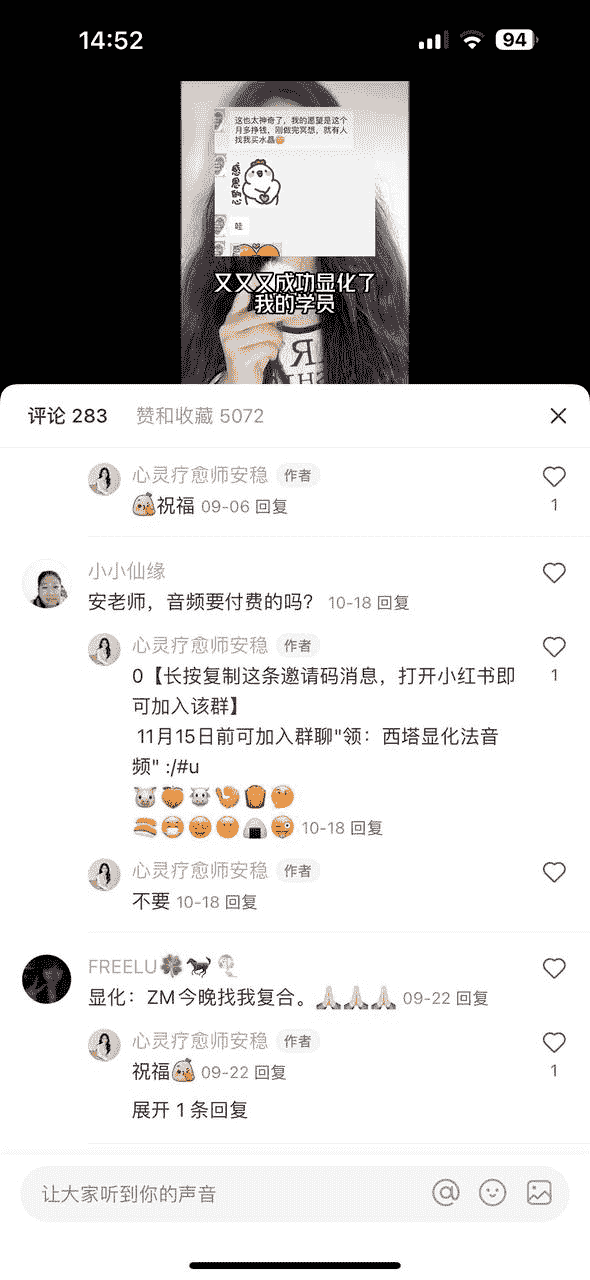 14:52
94
这也太神奇了，我的愿望是这个
月多挣钱，刚做完冥想，就有人
找我买水晶
哇
又又又成功显化了
我的学员
评论 283
赞和收藏 5072
心灵疗愈师安稳 作者
祝福 09-06 回复
1
小小仙缘
安老师，音频要付费的吗？ 10-18 回复
心灵疗愈师安稳 作者
0【长按复制这条邀请码消息，打开小红书即
可加入该群】
11月15日前可加入群聊"领：西塔显化法音
频" :/#u
10-18 回复
1
心灵疗愈师安稳 作者
不要 10-18 回复
FREELU
显化：ZM今晚找我复合。 09-22 回复
心灵疗愈师安稳 作者
祝福 09-22 回复
1
展开 1 条回复
让大家听到你的声音